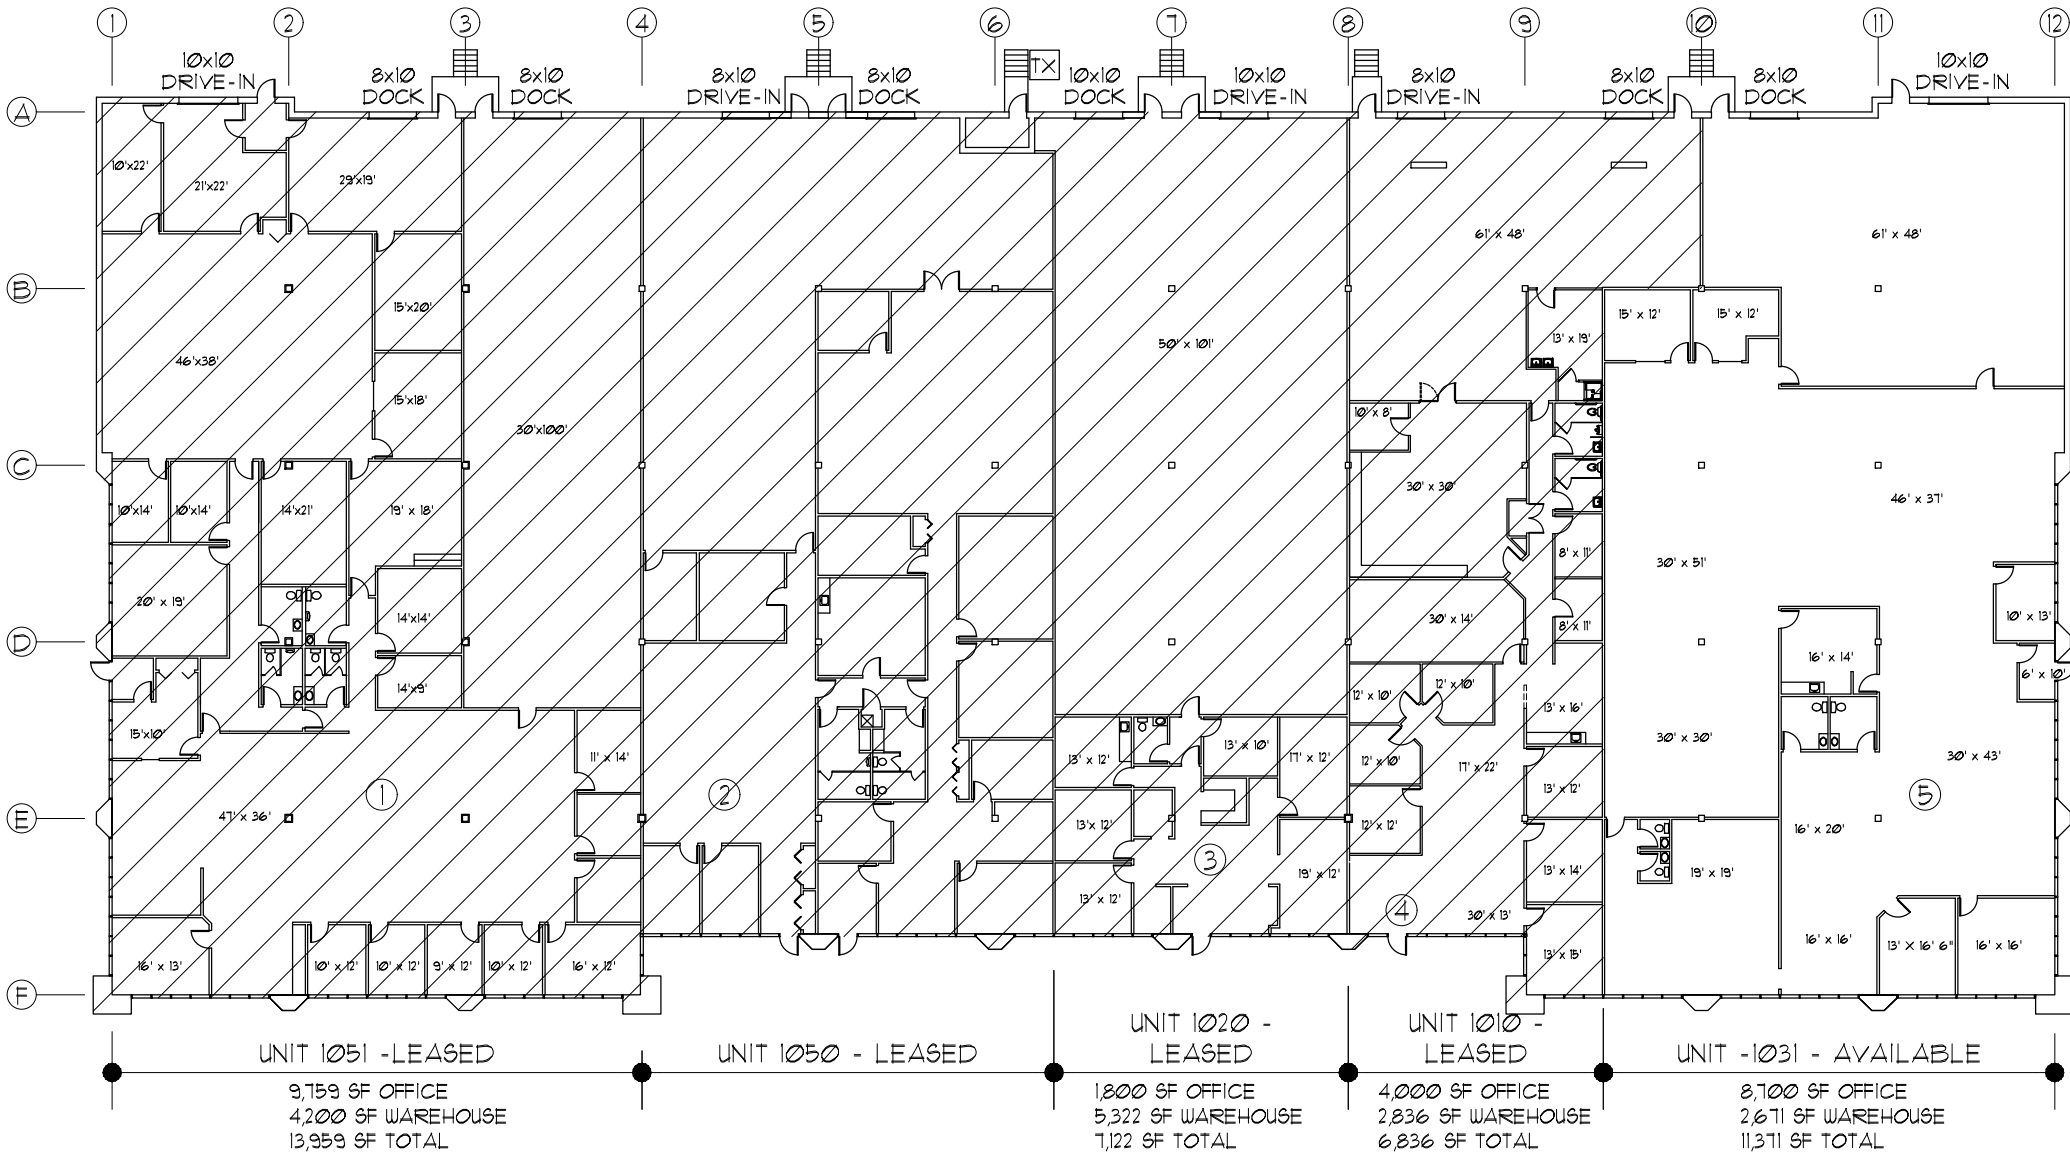 1 2 3 4 5 6 7 8 9 10 11 12
10x10 DRIVE-IN
8x10 DOCK
8x10 DOCK
8x10 DRIVE-IN
8x10 DOCK
TX
10x10 DOCK
10x10 DRIVE-IN
8x10 DRIVE-IN
8x10 DOCK
8x10 DOCK
10x10 DRIVE-IN
A
B
C
D
E
F
10'x22'
21'x22'
29'x19'
15'x20'
46'x38'
15'x18'
30'x100'
10'x14'
10'x14'
14'x21'
19' x 18'
20' x 19'
14'x14'
14'x9'
15'x10'
11' x 14'
47' x 36'
1
16' x 13'
10' x 12'
10' x 12'
9' x 12'
10' x 12'
16' x 12'
2
50' x 101'
13' x 12'
13' x 10'
17' x 12'
13'x 12'
3
19' x 12'
13' x 12'
61' x 48'
13' x 19'
10' x 8'
30' x 30'
8' x 11'
8' x 11'
30' x 14'
12' x 10'
12' x 10'
13' x 16'
12' x 10'
17' x 22'
13' x 12'
12' x 12'
13' x 14'
4
30' x 13'
13' x 15'
61' x 48'
15' x 12'
15' x 12'
46' x 37'
30' x 51'
10' x 13'
16' x 14'
6' x 10'
30' x 30'
30' x 43'
5
16' x 20'
19' x 19'
16' x 16'
13' X 16' 6"
16' x 16'
UNIT 1051 -LEASED
9,759 SF OFFICE
4,200 SF WAREHOUSE
13,959 SF TOTAL
UNIT 1050 - LEASED
UNIT 1020 -
LEASED
1,800 SF OFFICE
5,322 SF WAREHOUSE
7,122 SF TOTAL
UNIT 1010 -
LEASED
4,000 SF OFFICE
2,836 SF WAREHOUSE
6,836 SF TOTAL
UNIT -1031 - AVAILABLE
8,700 SF OFFICE
2,671 SF WAREHOUSE
11,371 SF TOTAL